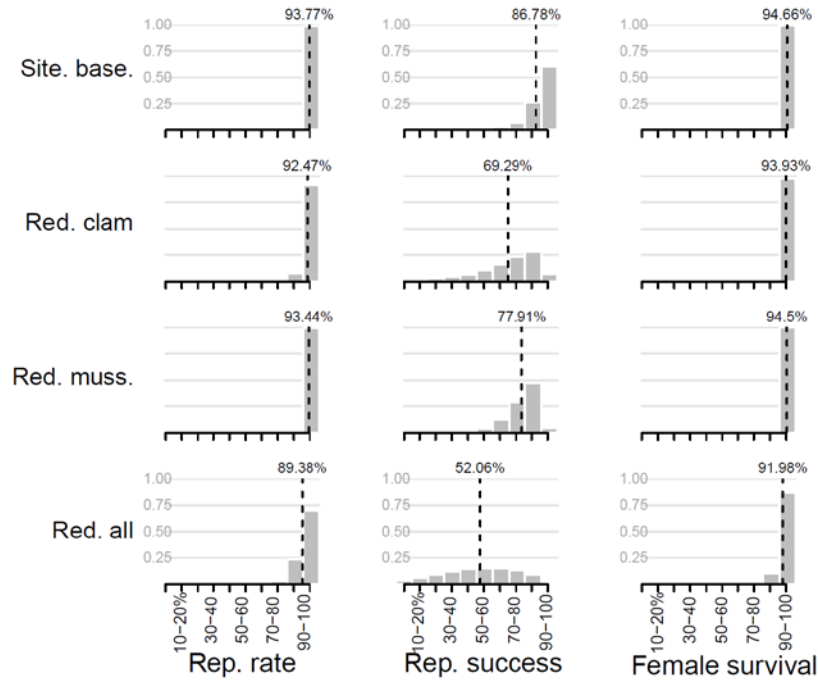 93.77% 86.78% 94.66%
Site. base.
1.00 1.00 1.00
0.75 0.75 0.75
0.50 0.50 0.50
0.25 0.25 0.25
92.47% 69.29% 93.93%
Red. clam
93.44% 77.91% 94.5%
Red. muss.
89.38% 52.06% 91.98%
Red. all
1.00 1.00 1.00
0.75 0.75 0.75
0.50 0.50 0.50
0.25 0.25 0.25
10−20% 30−40 50−60 70−80 90−100 10−20% 30−40 50−60 70−80 90−100 10−20% 30−40 50−60 70−80 90−100
Rep. rate Rep. success Female survival